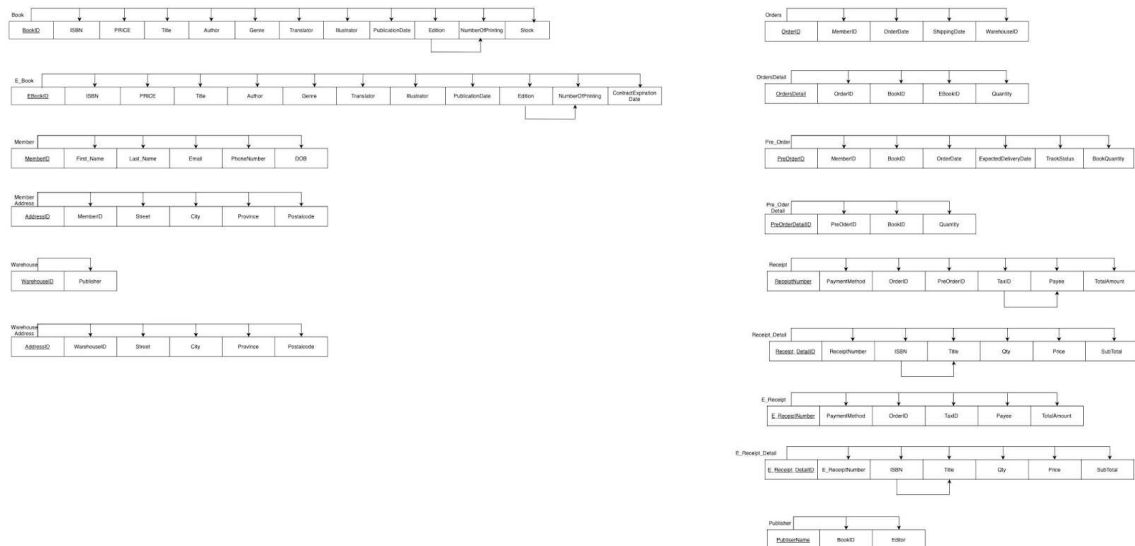 Book
BookID ISBN PRICE Title Author Genre Translator Illustrator PublicationDate Edition NumberOfPrinting Stock
E_Book
EBookID ISBN PRICE Title Author Genre Translator Illustrator PublicationDate Edition NumberOfPrinting ContractExpiration
Date
Member
MemberID First_Name Last_Name Email PhoneNumber DOB
Member
Address
AddressID MemberID Street City Province Postalcode
Warehouse
WarehouseID Publisher
Warehouse
Address
AddressID WarehouseID Street City Province Postalcode
Orders
OrderID MemberID OrderDate ShippingDate WarehouseID
OrdersDetail
OrdersDetail OrderID BookID EBookID Quantity
Pre_Order
PreOrderID MemberID BookID OrderDate ExpectedDeliveryDate TrackStatus BookQuantity
Pre_Oder
Detail
PreOrderDetailID PreOrderID BookID Quantity
Receipt
ReceiptNumber PaymentMethod OrderID PreOrderID TaxID Payee TotalAmount
Receipt_Detail
Receipt_DetailID ReceiptNumber ISBN Title Qty Price SubTotal
E_Receipt
E_ReceiptNumber PaymentMethod OrderID TaxID Payee TotalAmount
E_Receipt_Detail
E_Receipt_DetailID E_ReceiptNumber ISBN Title Qty Price SubTotal
Publisher
PubliserName BookID Editor